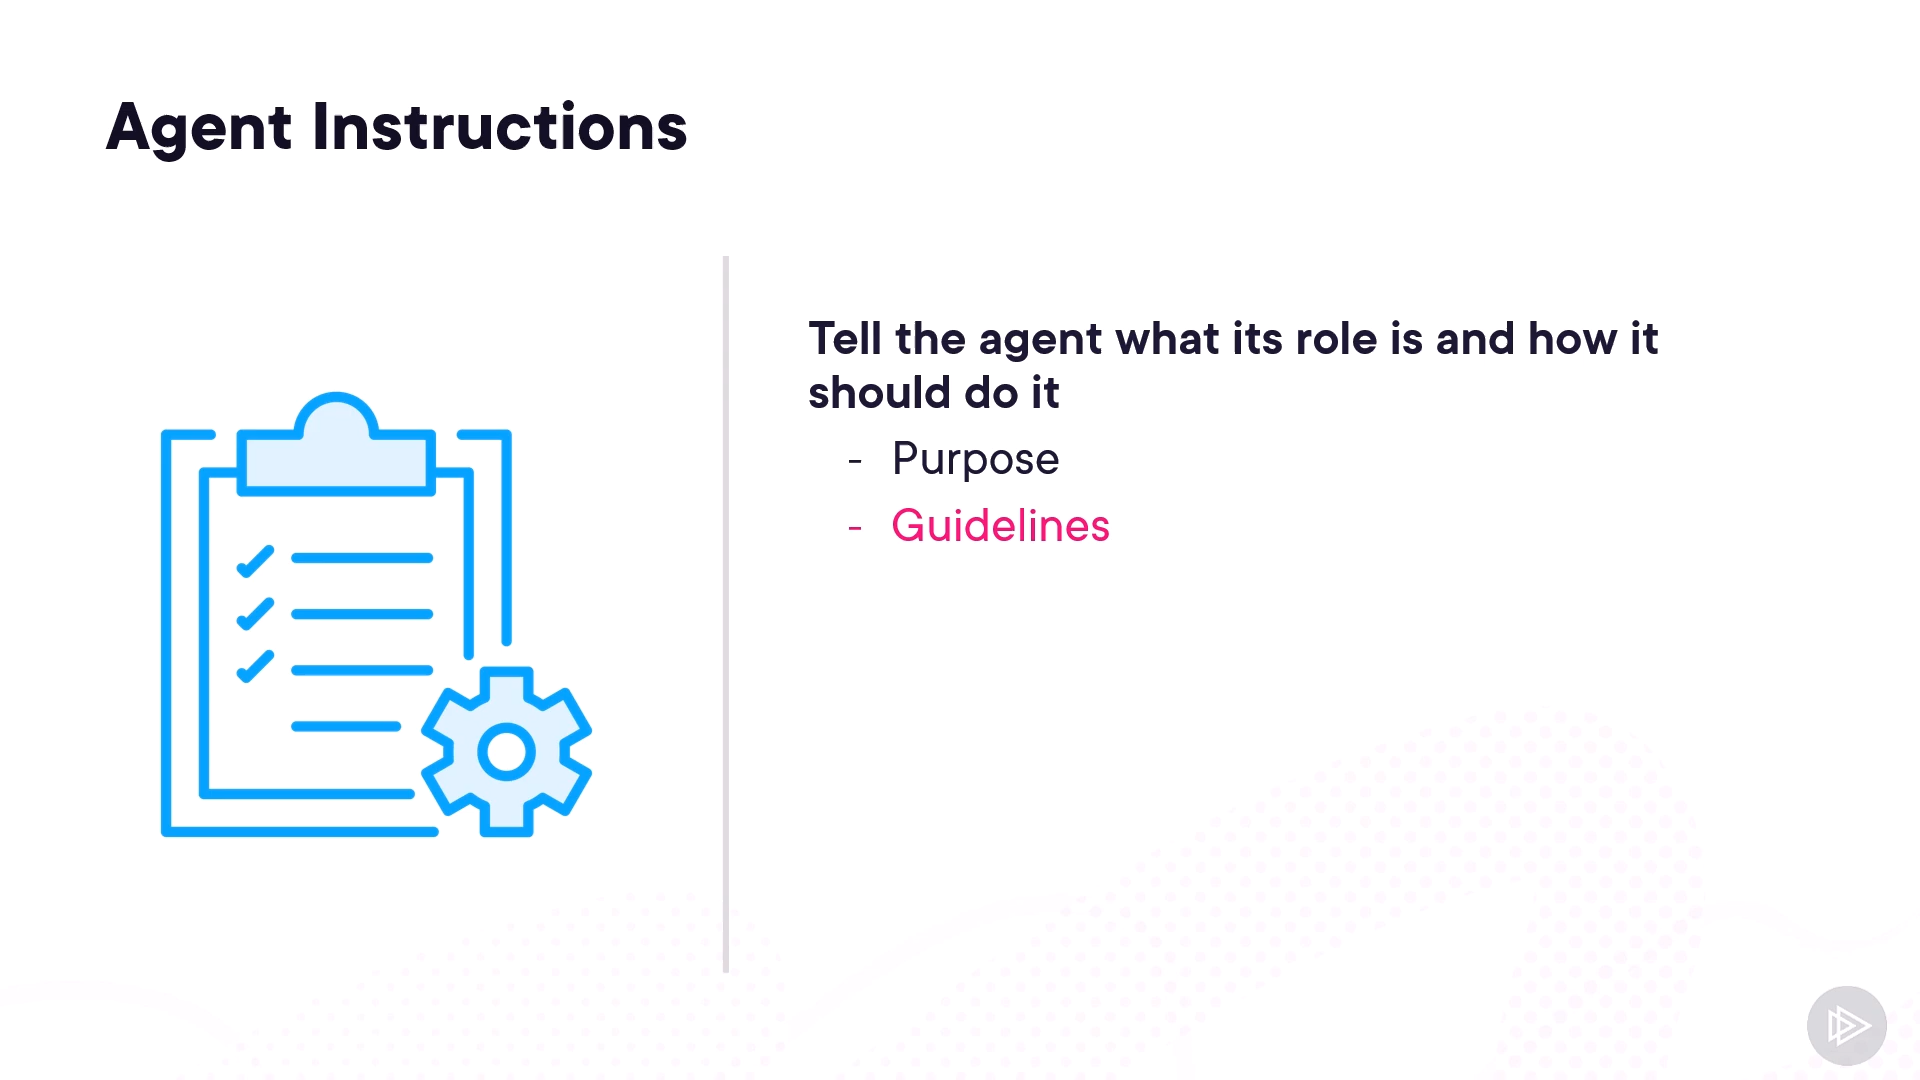 Agent Instructions
Tell the agent what its role is and how it
should do it
- Purpose
- Guidelines